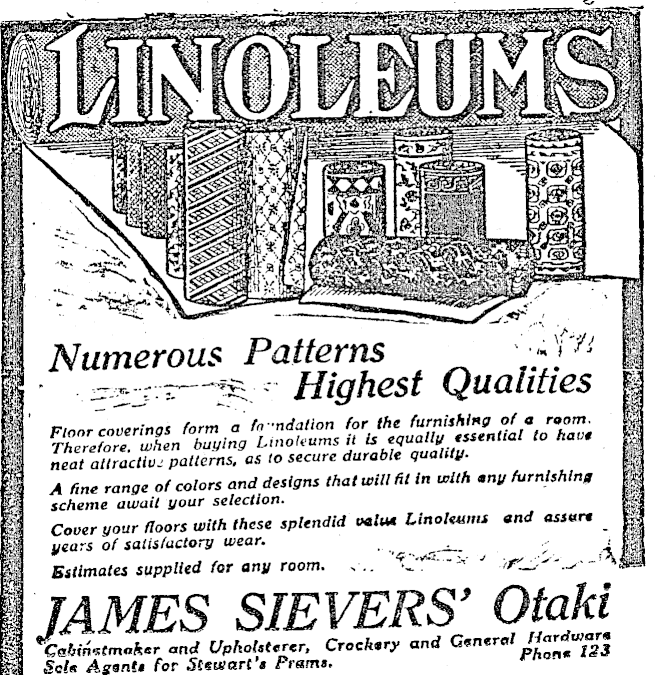 LINOLEUMS
Numerous Patterns
Highest Qualities
Floor coverings form a foundation for the furnishing of a room.
Therefore, when buying Linoleums it is equally essential to have
neat attractive patterns, as to secure durable quality.
A fine range of colors and designs that will fit in with any furnishing
scheme await your selection.
Cover your floors with these splendid value Linoleums and assure
years of satisfactory wear.
Estimates supplied for any room.
JAMES SIEVERS' Otaki
Cabinetmaker and Upholsterer, Crockery and General Hardware
Sole Agents for Stewart's Prams.
Phone 123